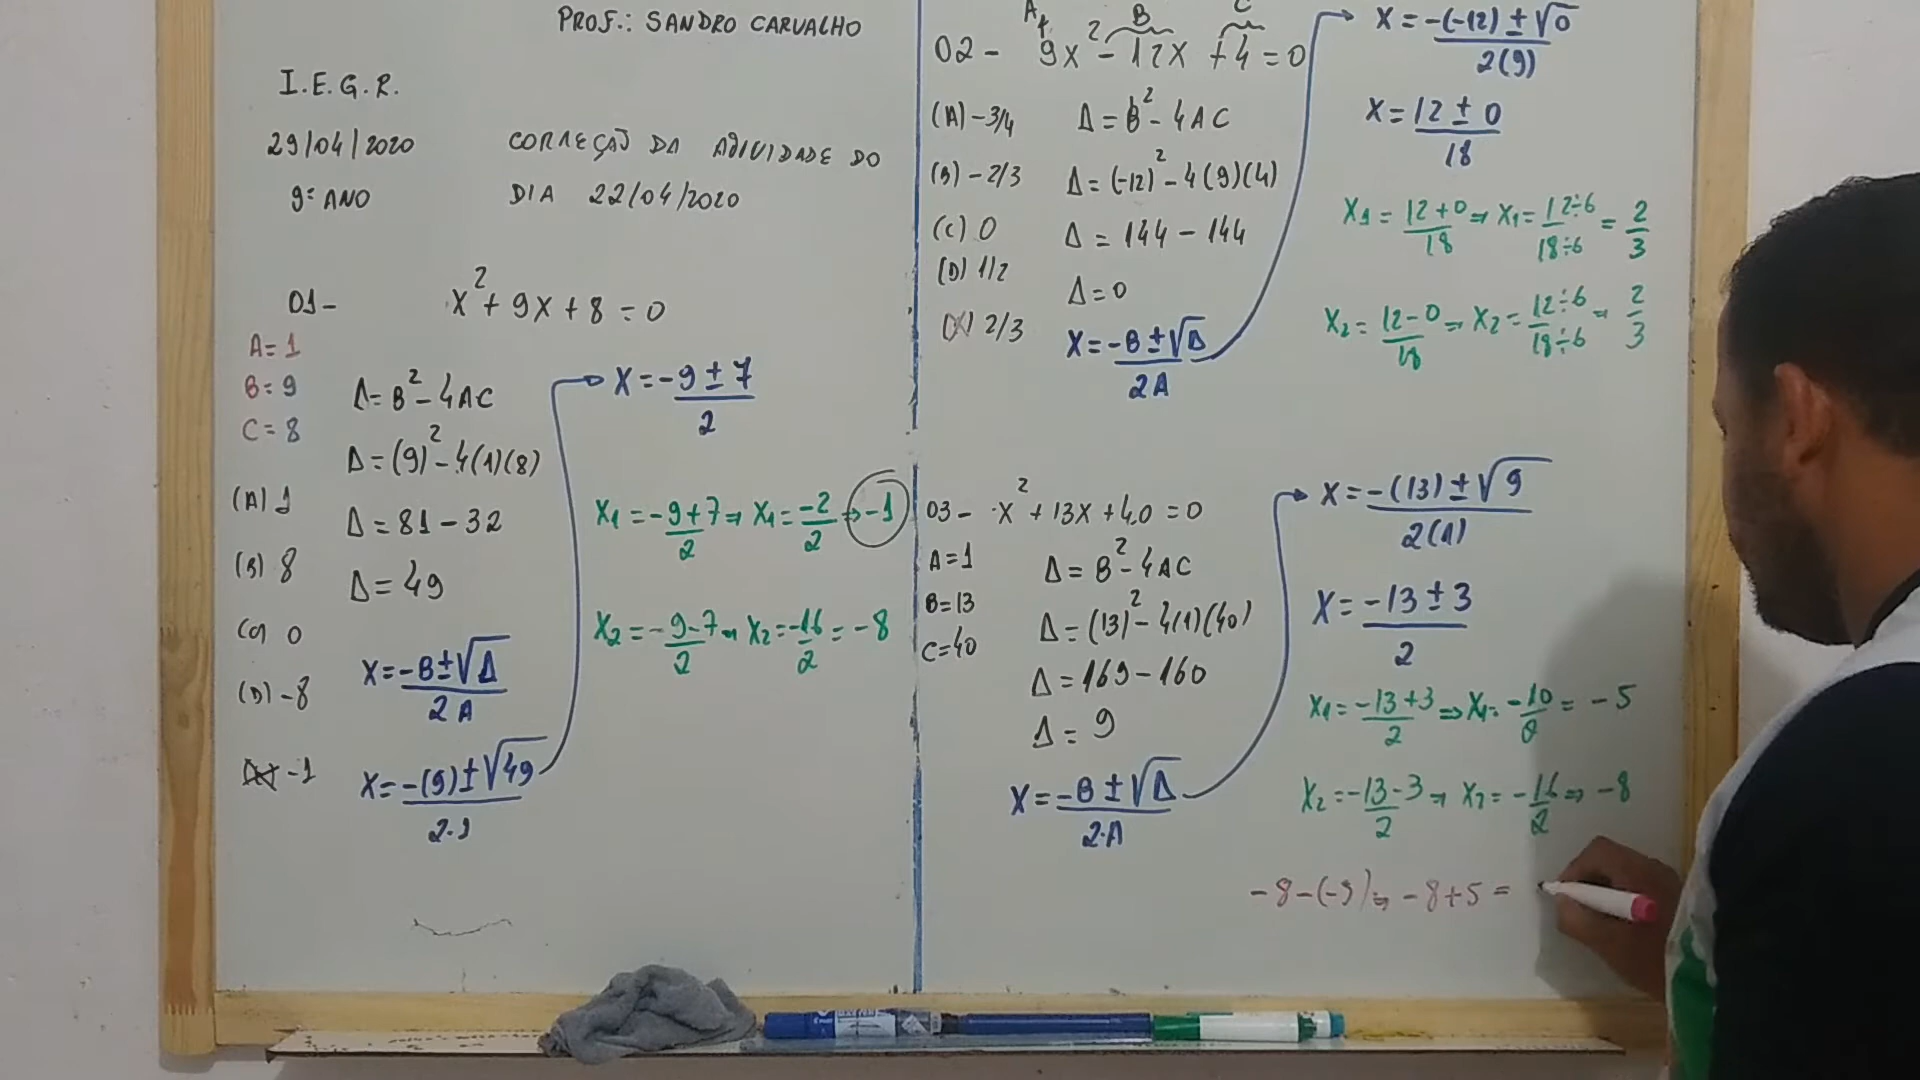 PROF.: SANDRO CARVALHO
I.E.G.R.
29/04/2020
CORREÇÃO DA ATIVIDADE DO
9º ANO
DIA 22/04/2020
01- x² + 9x + 8 = 0
A = 1
B = 9
C = 8
Δ = B² - 4AC
Δ = (9)² - 4(1)(8)
Δ = 81 - 32
Δ = 49
X = -B ± √Δ / 2A
X = -(9) ± √49 / 2·1
(A) 1
(B) 8
(C) 0
(D) -8
-1
X = -9 ± 7 / 2
X1 = -9+7 / 2 ⇒ X1 = -2 / 2 ⇒ -1
X2 = -9-7 / 2 ⇒ X2 = -16 / 2 = -8
A B C
02- 9x² - 12x + 4 = 0
(A) -3/4
(B) -2/3
(C) 0
(D) 1/2
2/3
Δ = B² - 4AC
Δ = (-12)² - 4(9)(4)
Δ = 144 - 144
Δ = 0
X = -B ± √Δ / 2A
X = -(-12) ± √0 / 2(9)
X = 12 ± 0 / 18
X1 = 12+0 / 18 ⇒ X1 = 12÷6 / 18÷6 = 2/3
X2 = 12-0 / 18 ⇒ X2 = 12÷6 / 18÷6 = 2/3
03- x² + 13x + 40 = 0
A = 1
B = 13
C = 40
Δ = B² - 4AC
Δ = (13)² - 4(1)(40)
Δ = 169 - 160
Δ = 9
X = -B ± √Δ / 2·A
X = -(13) ± √9 / 2(1)
X = -13 ± 3 / 2
X1 = -13+3 / 2 ⇒ X1 = -10 / 2 = -5
X2 = -13-3 / 2 ⇒ X2 = -16 / 2 ⇒ -8
-8-(-5) ⇒ -8+5 =